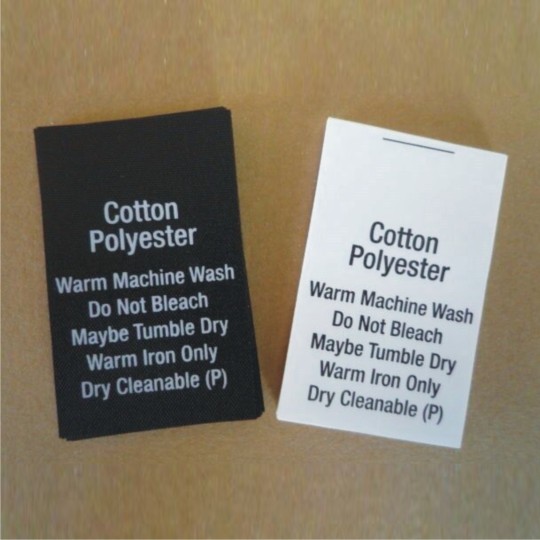 Cotton
Polyester
Warm Machine Wash
Do Not Bleach
Maybe Tumble Dry
Warm Iron Only
Dry Cleanable (P)
Cotton
Polyester
Warm Machine Wash
Do Not Bleach
Maybe Tumble Dry
Warm Iron Only
Dry Cleanable (P)